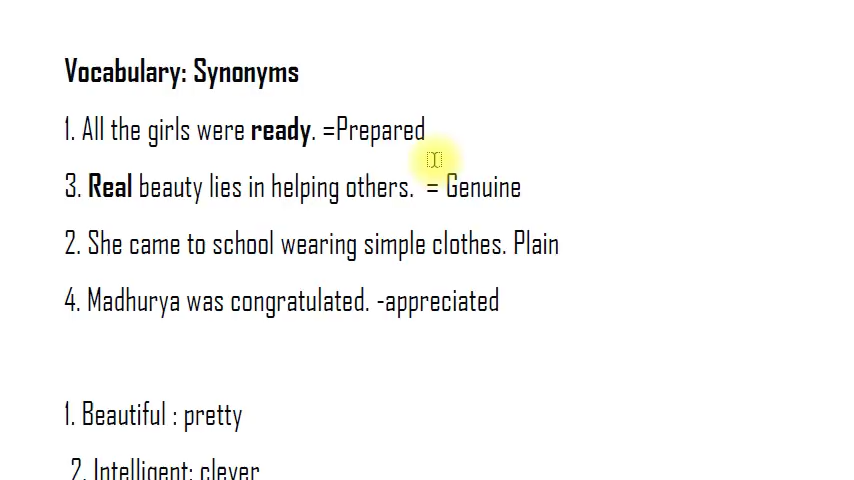 Vocabulary: Synonyms
1. All the girls were ready. =Prepared
3. Real beauty lies in helping others. = Genuine
2. She came to school wearing simple clothes. Plain
4. Madhurya was congratulated. -appreciated
1. Beautiful : pretty
2. Intelligent: clever